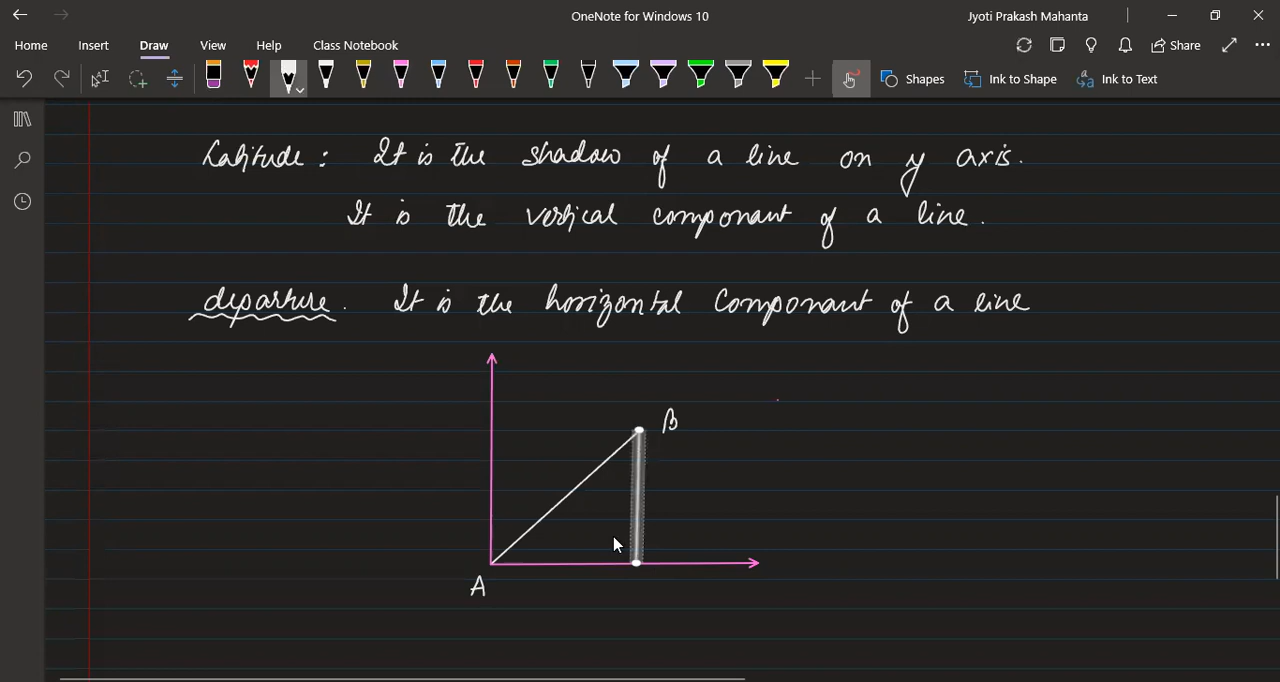 OneNote for Windows 10
Jyoti Prakash Mahanta
Home Insert Draw View Help Class Notebook
Share
Shapes Ink to Shape Ink to Text
Latitude : It is the shadow of a line on y axis.
It is the vertical componant of a line.
departure. It is the horizontal Componant of a line
B
A